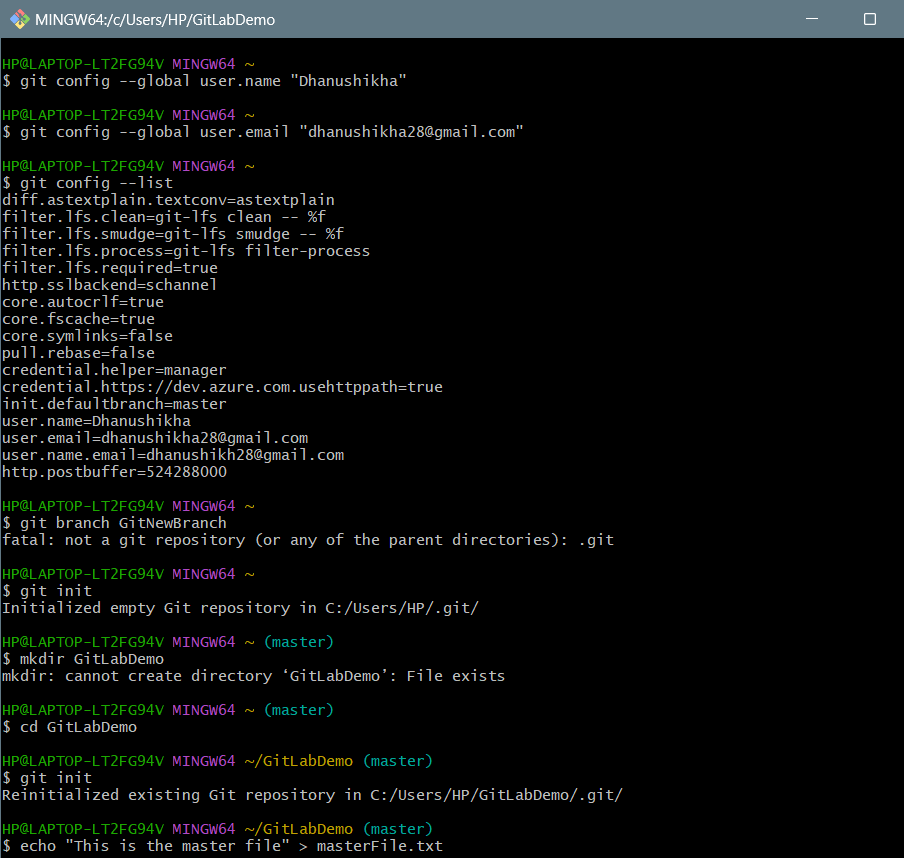 MINGW64:/c/Users/HP/GitLabDemo
HP@LAPTOP-LT2FG94V MINGW64 ~
$ git config --global user.name "Dhanushikha"
HP@LAPTOP-LT2FG94V MINGW64 ~
$ git config --global user.email "dhanushikha28@gmail.com"
HP@LAPTOP-LT2FG94V MINGW64 ~
$ git config --list
diff.astextplain.textconv=astextplain
filter.lfs.clean=git-lfs clean -- %f
filter.lfs.smudge=git-lfs smudge -- %f
filter.lfs.process=git-lfs filter-process
filter.lfs.required=true
http.sslbackend=schannel
core.autocrlf=true
core.fscache=true
core.symlinks=false
pull.rebase=false
credential.helper=manager
credential.https://dev.azure.com.usehttppath=true
init.defaultbranch=master
user.name=Dhanushikha
user.email=dhanushikha28@gmail.com
user.name.email=dhanushikh28@gmail.com
http.postbuffer=524288000
HP@LAPTOP-LT2FG94V MINGW64 ~
$ git branch GitNewBranch
fatal: not a git repository (or any of the parent directories): .git
HP@LAPTOP-LT2FG94V MINGW64 ~
$ git init
Initialized empty Git repository in C:/Users/HP/.git/
HP@LAPTOP-LT2FG94V MINGW64 ~ (master)
$ mkdir GitLabDemo
mkdir: cannot create directory ‘GitLabDemo’: File exists
HP@LAPTOP-LT2FG94V MINGW64 ~ (master)
$ cd GitLabDemo
HP@LAPTOP-LT2FG94V MINGW64 ~/GitLabDemo (master)
$ git init
Reinitialized existing Git repository in C:/Users/HP/GitLabDemo/.git/
HP@LAPTOP-LT2FG94V MINGW64 ~/GitLabDemo (master)
$ echo "This is the master file" > masterFile.txt